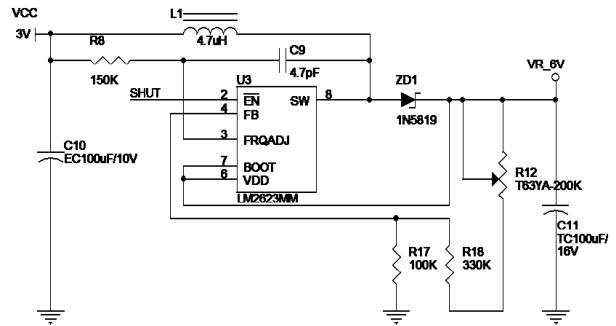 VCC
L1
3V
R8
4.7uH
C9
VR_6V
150K
U3
4.7pF
ZD1
SHUT
2
EN
SW
8
4
FB
1N5819
3
FRQADJ
C10
EC100uF/10V
7
BOOT
R12
6
VDD
T63YA-200K
LM2623MM
C11
TC100uF/
16V
R17
100K
R18
330K